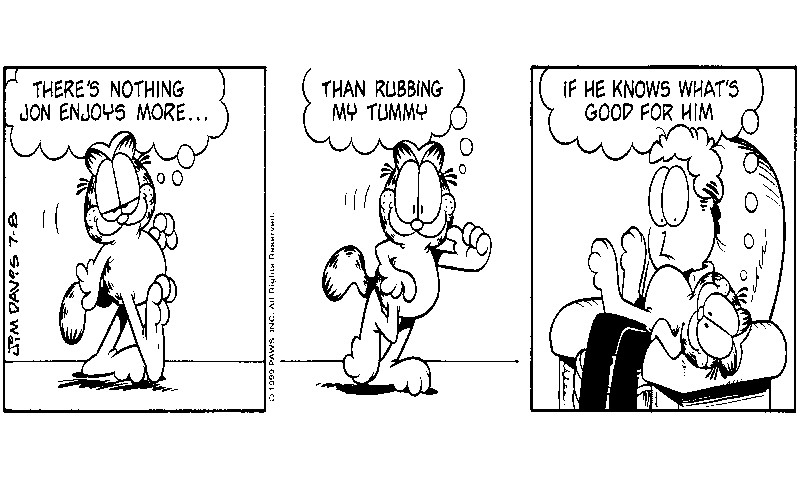 THERE'S NOTHING
JON ENJOYS MORE...
JIM DAVIS 7-8
THAN RUBBING
MY TUMMY
© 1999 PAWS, INC. All Rights Reserved.
IF HE KNOWS WHAT'S
GOOD FOR HIM